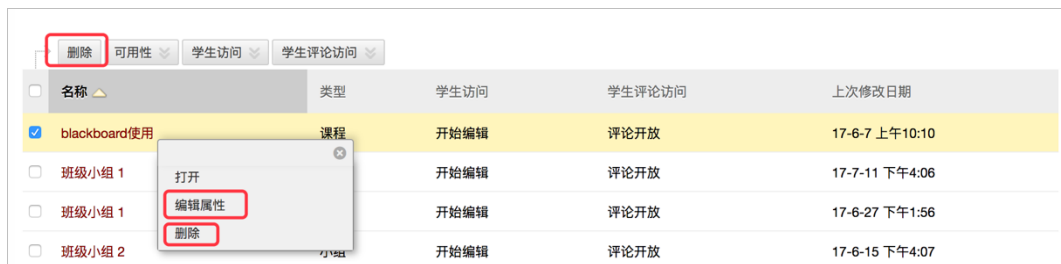 删除 可用性 学生访问 学生评论访问
名称 类型 学生访问 学生评论访问 上次修改日期
blackboard使用 课程 开始编辑 评论开放 17-6-7 上午10:10
打开
班级小组 1 开始编辑 评论开放 17-7-11 下午4:06
编辑属性
班级小组 1 开始编辑 评论开放 17-6-27 下午1:56
删除
班级小组 2 小组 开始编辑 评论开放 17-6-15 下午4:07